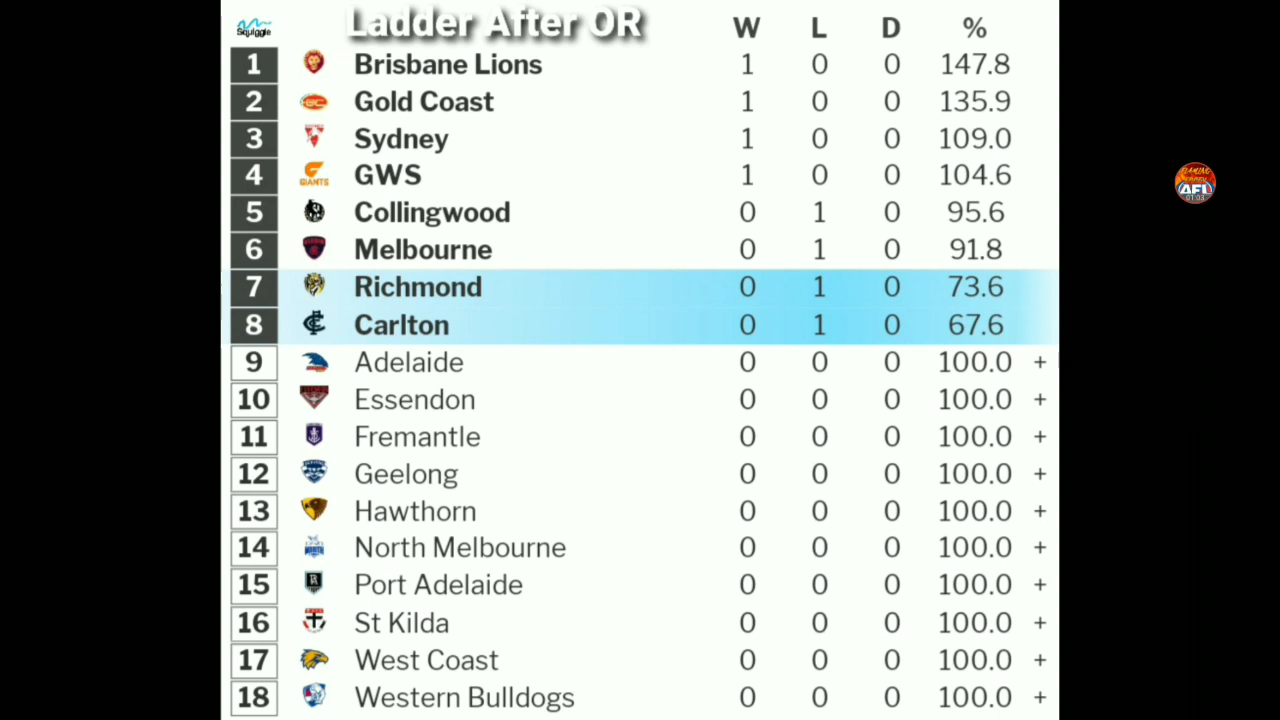 Squiggle Ladder After OR W L D %
1 Brisbane Lions 1 0 0 147.8
2 Gold Coast 1 0 0 135.9
3 Sydney 1 0 0 109.0
4 GIANTS GWS 1 0 0 104.6
5 Collingwood 0 1 0 95.6
6 Melbourne 0 1 0 91.8
7 Richmond 0 1 0 73.6
8 Carlton 0 1 0 67.6
9 Adelaide 0 0 0 100.0 +
10 Essendon 0 0 0 100.0 +
11 Fremantle 0 0 0 100.0 +
12 Geelong 0 0 0 100.0 +
13 Hawthorn 0 0 0 100.0 +
14 North Melbourne 0 0 0 100.0 +
15 Port Adelaide 0 0 0 100.0 +
16 St Kilda 0 0 0 100.0 +
17 West Coast 0 0 0 100.0 +
18 Western Bulldogs 0 0 0 100.0 +
AFL
01:03